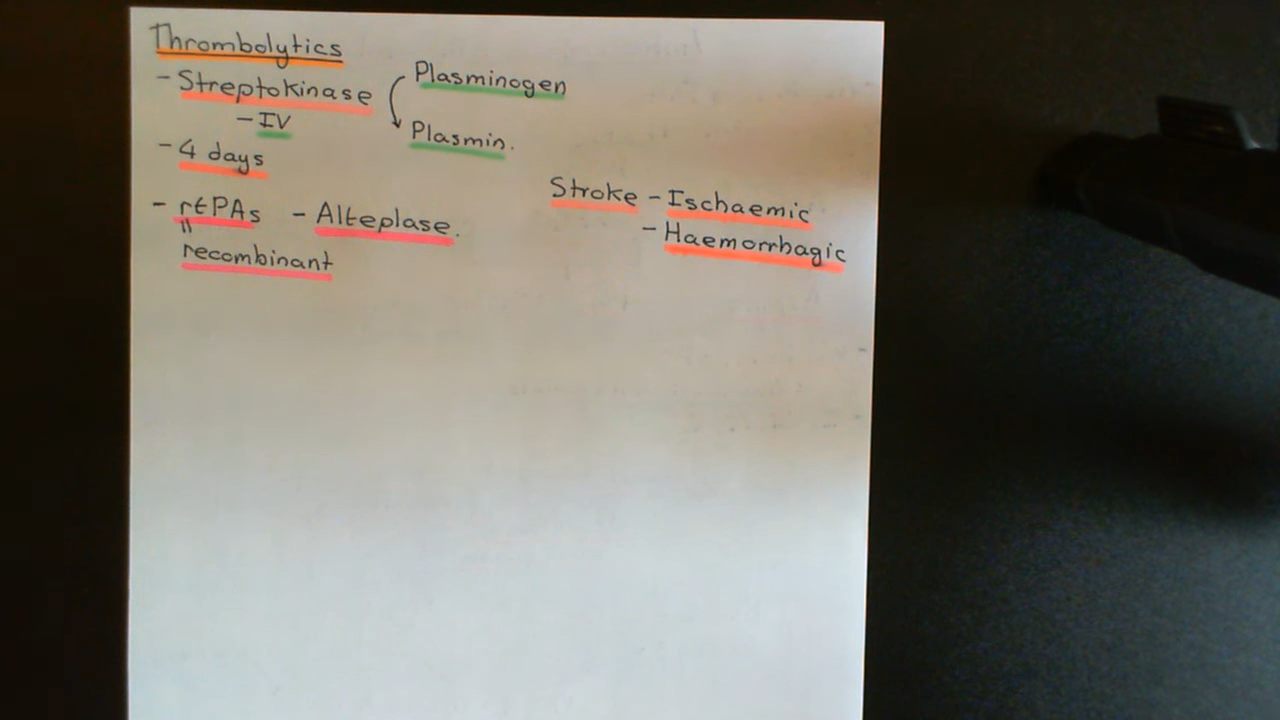 Thrombolytics
- Streptokinase
- IV
Plasminogen
Plasmin.
- 4 days
- rtPAs - Alteplase.
recombinant
Stroke - Ischaemic
- Haemorrhagic